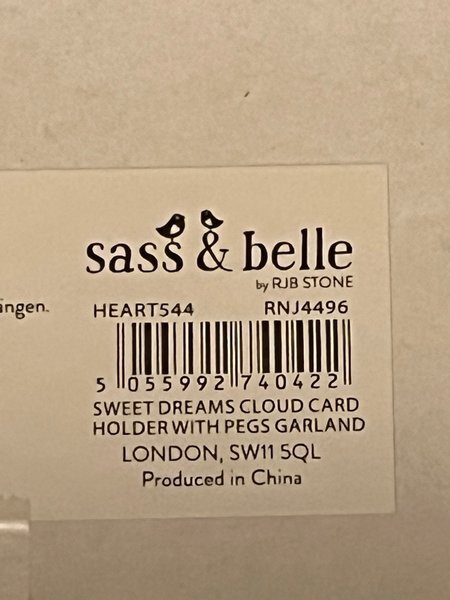 sass & belle
by RJB STONE
HEART544 RNJ4496
5 055992 740422
SWEET DREAMS CLOUD CARD
HOLDER WITH PEGS GARLAND
LONDON, SW11 5QL
Produced in China